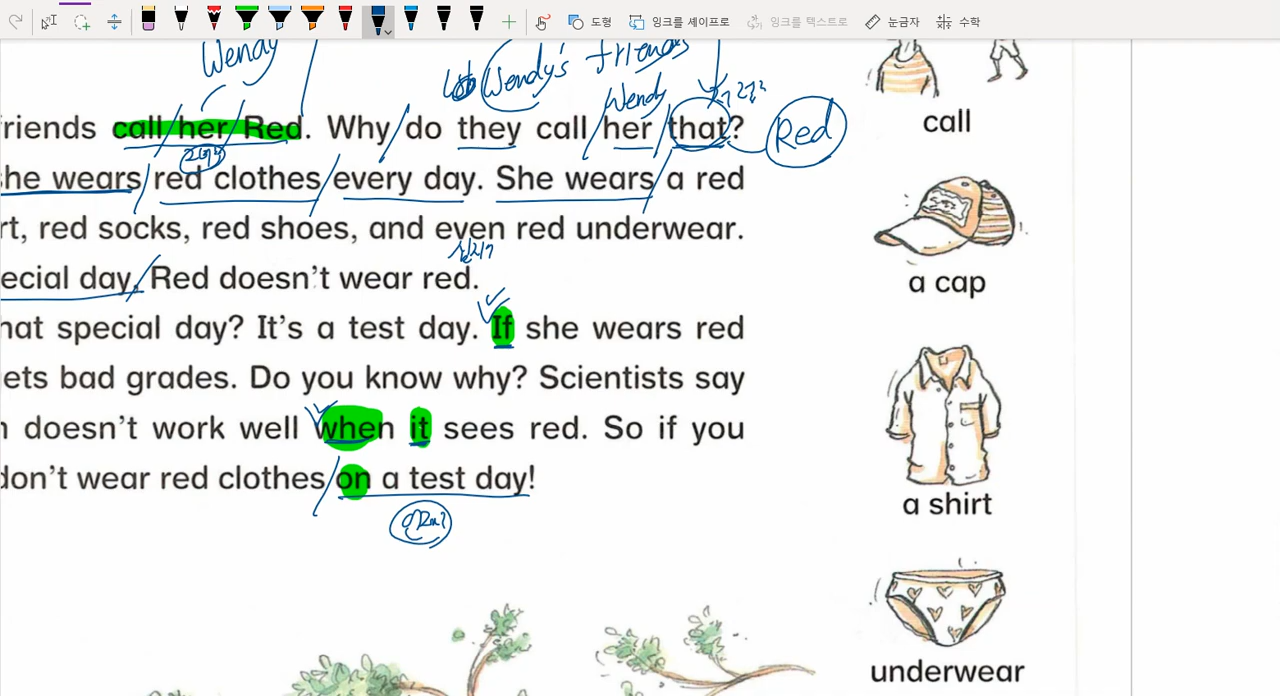 도형
잉크를 셰이프로
잉크를 텍스트로
눈금자
수학
Wendy
Wendy's friends
Wendy
riends call her Red. Why do they call her that?
Red
he wears red clothes every day. She wears a red
rt, red socks, red shoes, and even red underwear.
ecial day, Red doesn't wear red.
hat special day? It's a test day. If she wears red
ets bad grades. Do you know why? Scientists say
doesn't work well when it sees red. So if you
don't wear red clothes on a test day!
call
a cap
a shirt
underwear